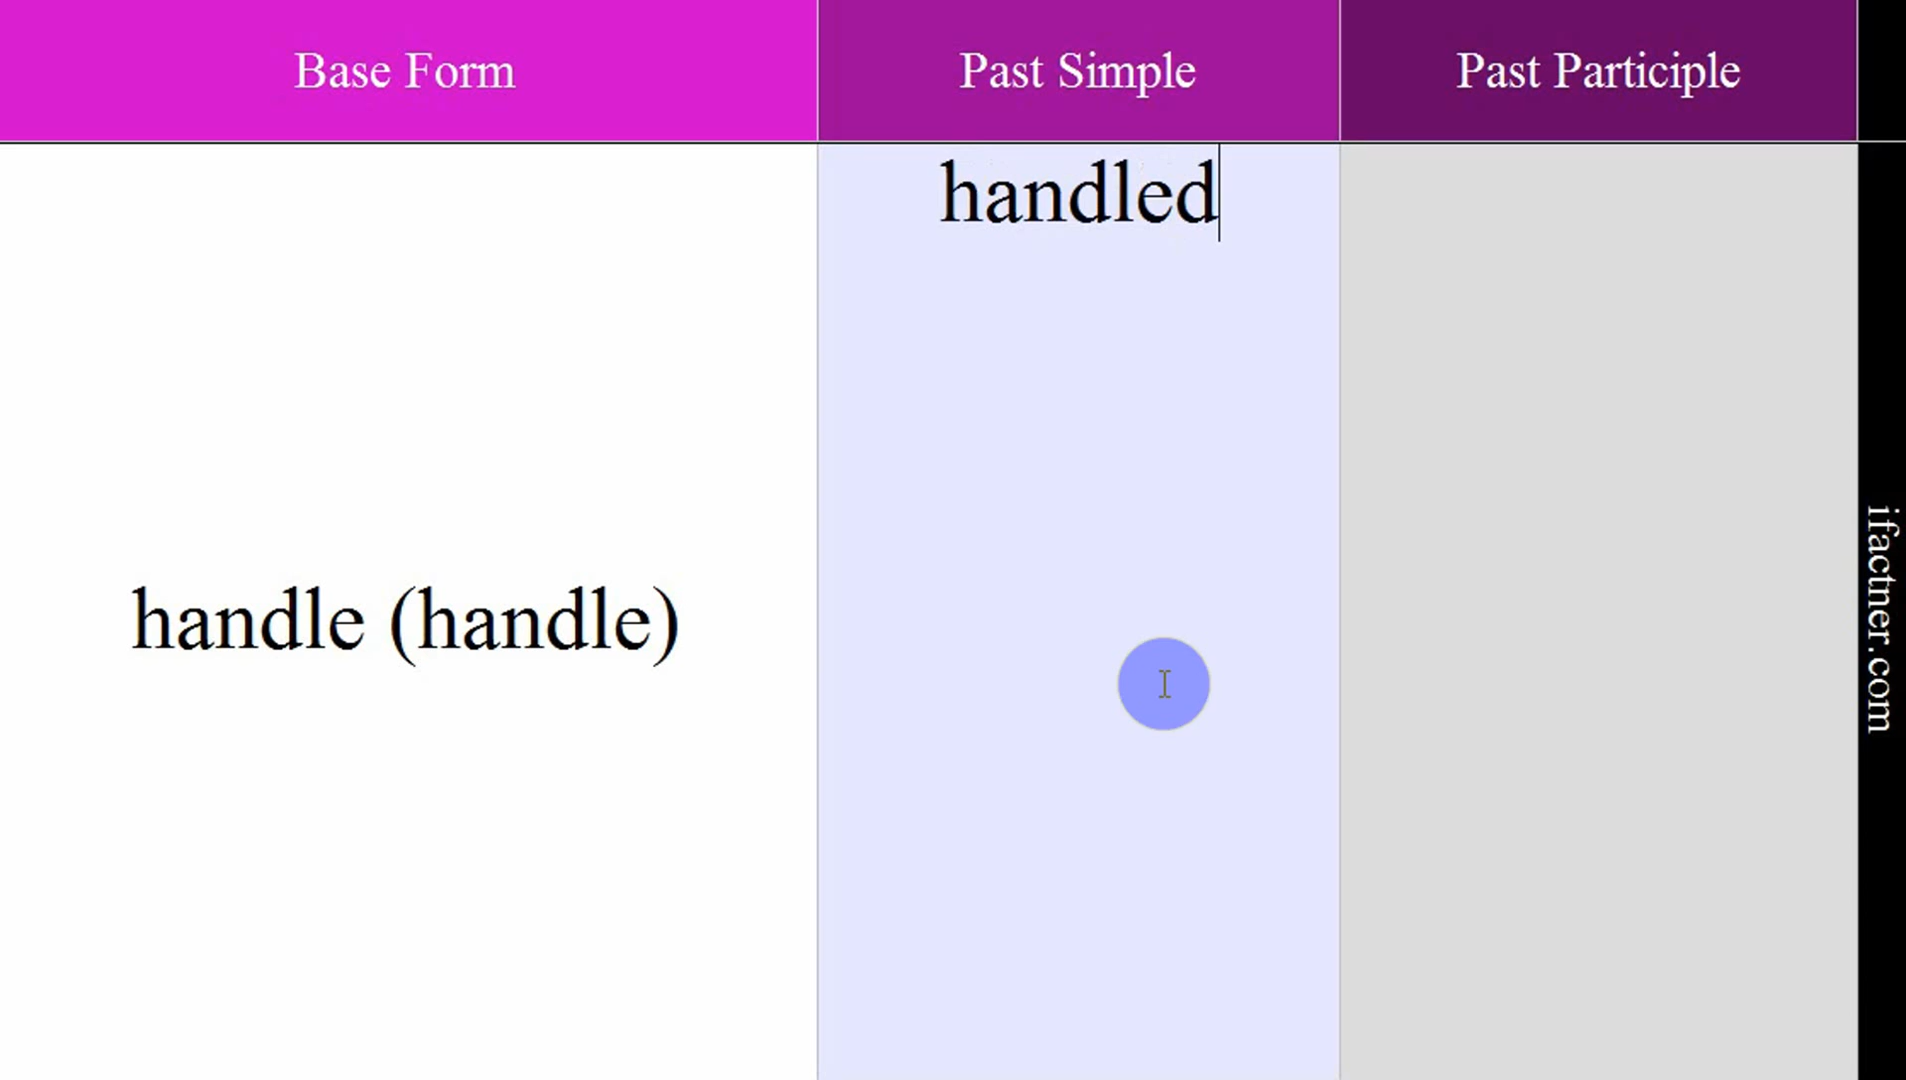 Base Form
Past Simple
Past Participle
handled
handle (handle)
ifactner.com